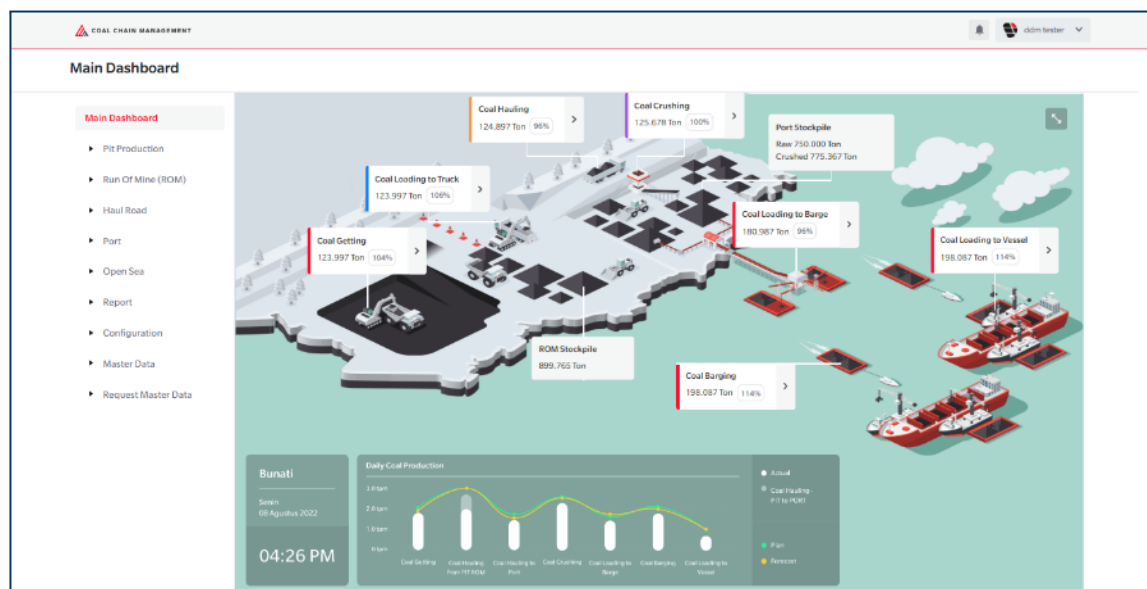 COAL CHAIN MANAGEMENT
ddm tester
Main Dashboard
Main Dashboard
Pit Production
Run Of Mine (ROM)
Haul Road
Port
Open Sea
Report
Configuration
Master Data
Request Master Data
Coal Hauling
124.897 Ton 96%
Coal Crushing
125.678 Ton 100%
Port Stockpile
Raw 750.000 Ton
Crushed 775.367 Ton
Coal Loading to Truck
123.997 Ton 106%
Coal Loading to Barge
180.987 Ton 96%
Coal Getting
123.997 Ton 104%
Coal Loading to Vessel
198.087 Ton 114%
ROM Stockpile
899.765 Ton
Coal Barging
198.087 Ton 114%
Bunati
Senin
08 Agustus 2022
04:26 PM
Daily Coal Production
Coal Getting
Coal Hauling
From PIT ROM
Coal Hauling to
Port
Coal Crushing
Coal Loading to
Barge
Coal Barging
Coal Loading to
Vessel
Actual
Coal Hauling -
PIT to PORT
Plan
Forecast